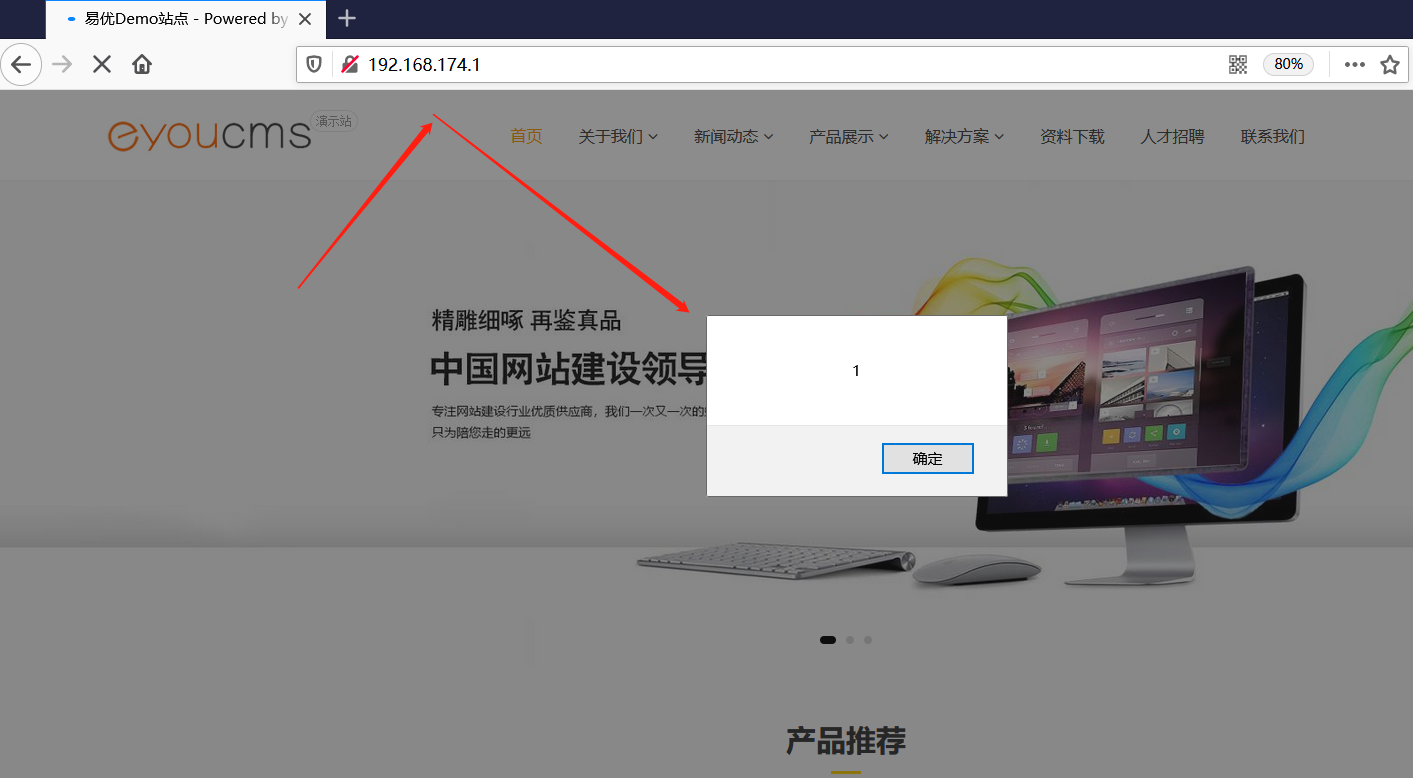 易优Demo站点 - Powered by
192.168.174.1
80%
eyoucms
演示站
首页 关于我们 新闻动态 产品展示 解决方案 资料下载 人才招聘 联系我们
精雕细啄 再鉴真品
中国网站建设领导
专注网站建设行业优质供应商，我们一次又一次的
只为陪您走的更远
1
确定
产品推荐